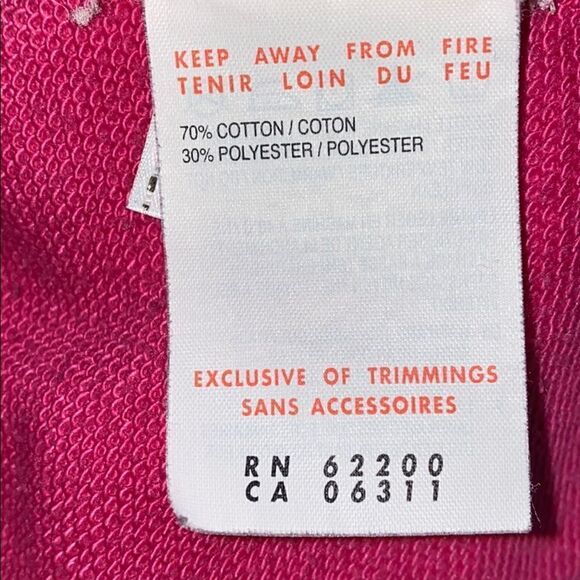 KEEP AWAY FROM FIRE
TENIR LOIN DU FEU
70% COTTON / COTON
30% POLYESTER / POLYESTER
EXCLUSIVE OF TRIMMINGS
SANS ACCESSOIRES
RN 62200
CA 06311